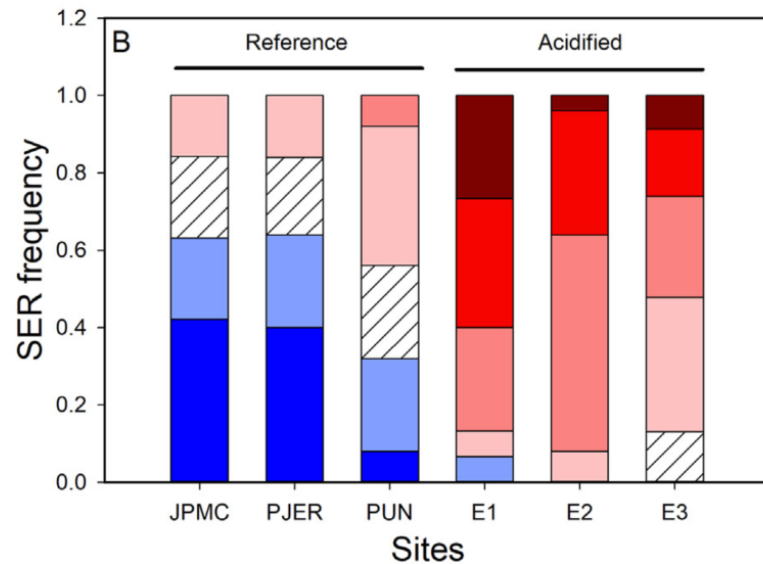 B
Reference Acidified
1.2
1.0
0.8
0.6
0.4
0.2
0.0
SER frequency
JPMC PJER PUN E1 E2 E3
Sites